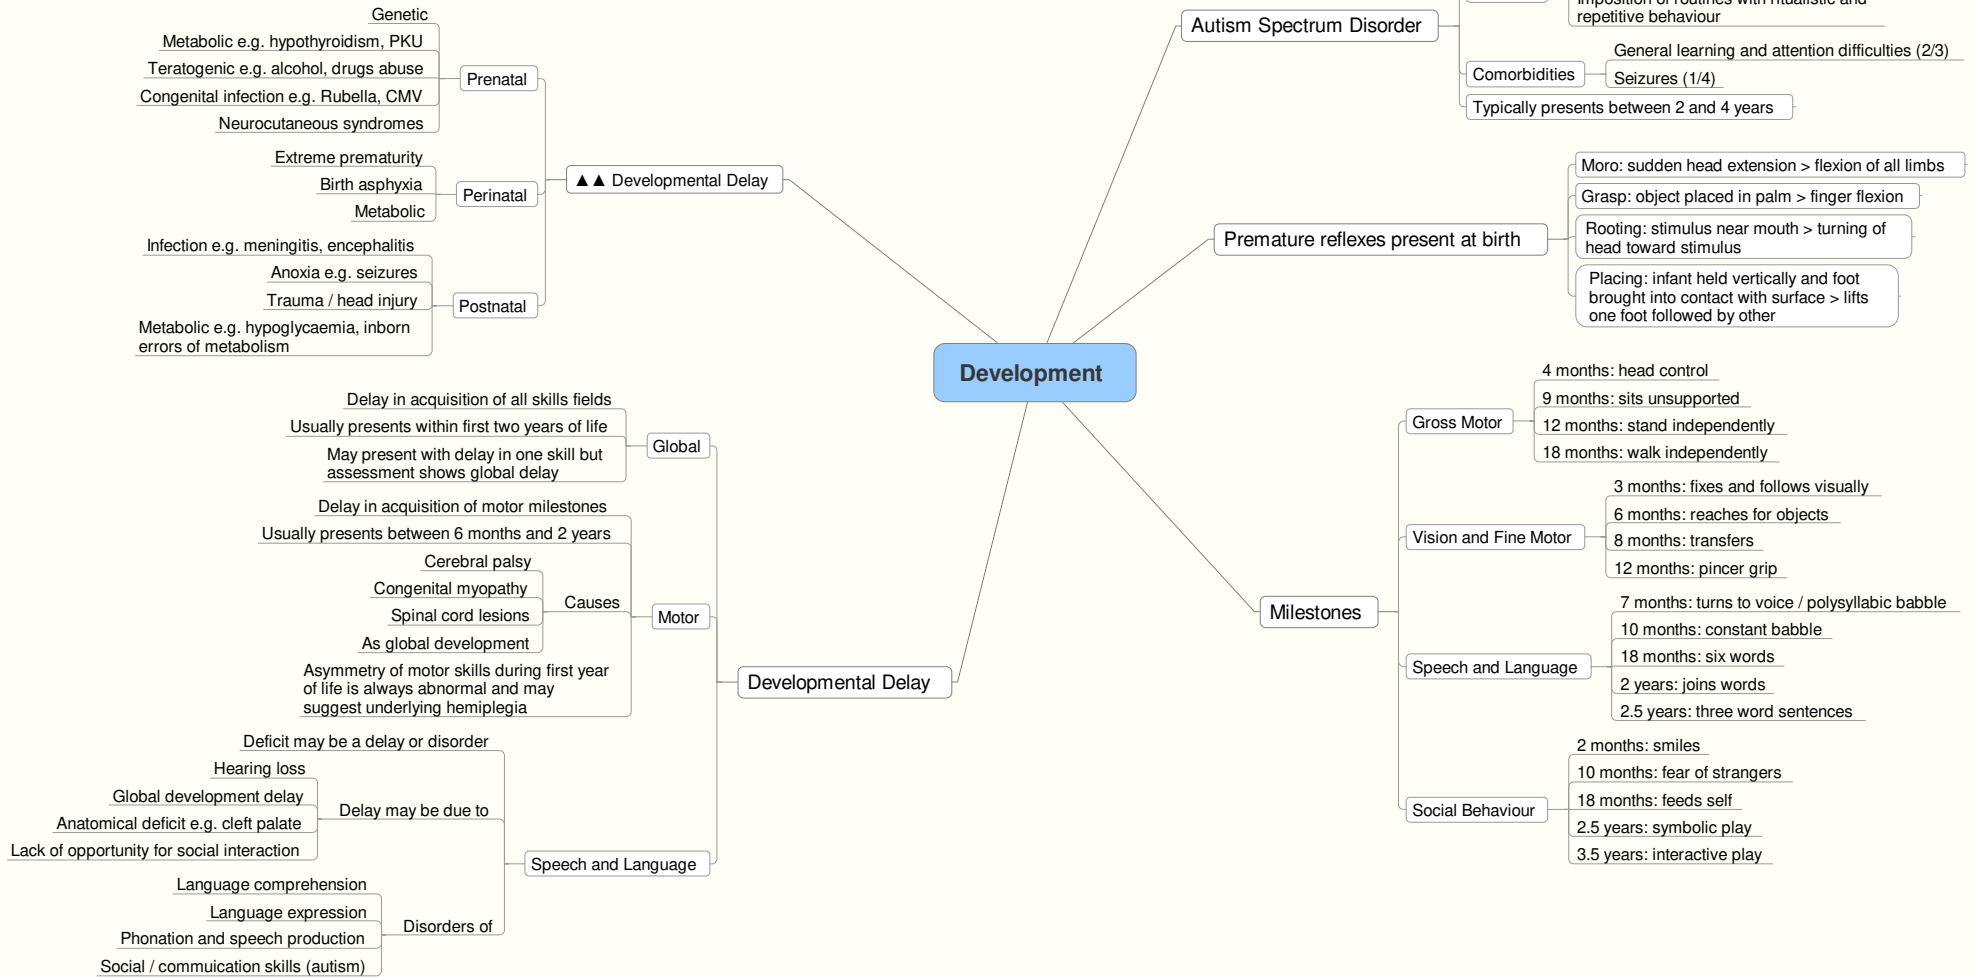 Genetic
Metabolic e.g. hypothyroidism, PKU
Teratogenic e.g. alcohol, drugs abuse
Congenital infection e.g. Rubella, CMV
Neurocutaneous syndromes
Prenatal
Extreme prematurity
Birth asphyxia
Metabolic
Perinatal
Infection e.g. meningitis, encephalitis
Anoxia e.g. seizures
Trauma / head injury
Metabolic e.g. hypoglycaemia, inborn
errors of metabolism
Postnatal
▲▲ Developmental Delay
Delay in acquisition of all skills fields
Usually presents within first two years of life
May present with delay in one skill but
assessment shows global delay
Global
Delay in acquisition of motor milestones
Usually presents between 6 months and 2 years
Cerebral palsy
Congenital myopathy
Spinal cord lesions
As global development
Causes
Asymmetry of motor skills during first year
of life is always abnormal and may
suggest underlying hemiplegia
Motor
Deficit may be a delay or disorder
Hearing loss
Global development delay
Anatomical deficit e.g. cleft palate
Lack of opportunity for social interaction
Delay may be due to
Language comprehension
Language expression
Phonation and speech production
Social / commuication skills (autism)
Disorders of
Speech and Language
Developmental Delay
Development
Autism Spectrum Disorder
Imposition of routines with ritualistic and
repetitive behaviour
Comorbidities
General learning and attention difficulties (2/3)
Seizures (1/4)
Typically presents between 2 and 4 years
Premature reflexes present at birth
Moro: sudden head extension > flexion of all limbs
Grasp: object placed in palm > finger flexion
Rooting: stimulus near mouth > turning of
head toward stimulus
Placing: infant held vertically and foot
brought into contact with surface > lifts
one foot followed by other
Milestones
Gross Motor
4 months: head control
9 months: sits unsupported
12 months: stand independently
18 months: walk independently
Vision and Fine Motor
3 months: fixes and follows visually
6 months: reaches for objects
8 months: transfers
12 months: pincer grip
Speech and Language
7 months: turns to voice / polysyllabic babble
10 months: constant babble
18 months: six words
2 years: joins words
2.5 years: three word sentences
Social Behaviour
2 months: smiles
10 months: fear of strangers
18 months: feeds self
2.5 years: symbolic play
3.5 years: interactive play